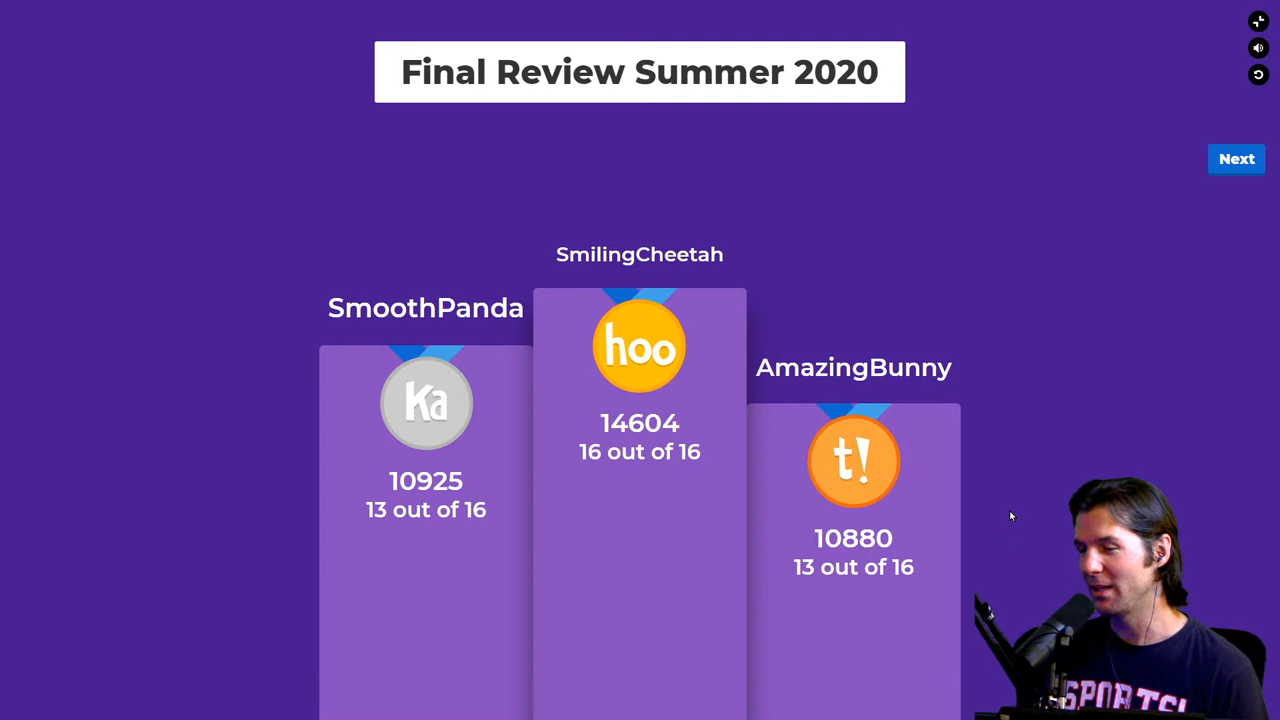 Final Review Summer 2020
Next
SmilingCheetah
SmoothPanda
AmazingBunny
hoo
14604
16 out of 16
Ka
10925
13 out of 16
t!
10880
13 out of 16
SPORTS!